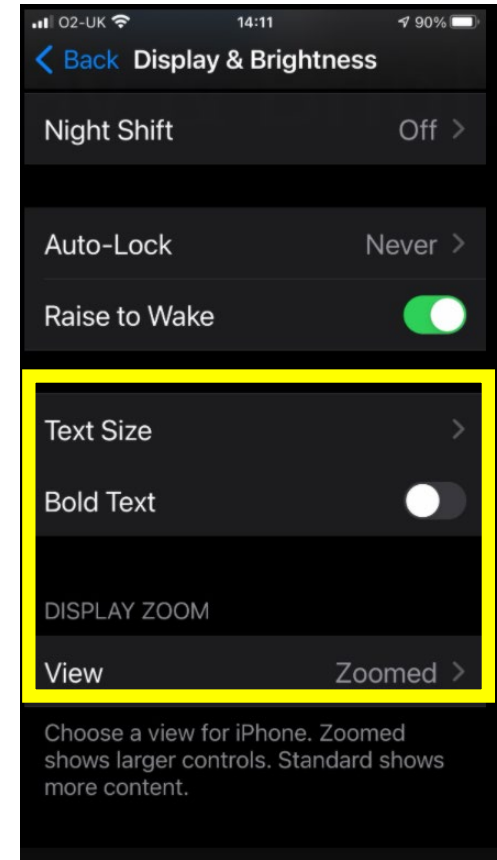 O2-UK 14:11 90%
Back Display & Brightness
Night Shift Off
Auto-Lock Never
Raise to Wake
Text Size
Bold Text
DISPLAY ZOOM
View Zoomed
Choose a view for iPhone. Zoomed
shows larger controls. Standard shows
more content.